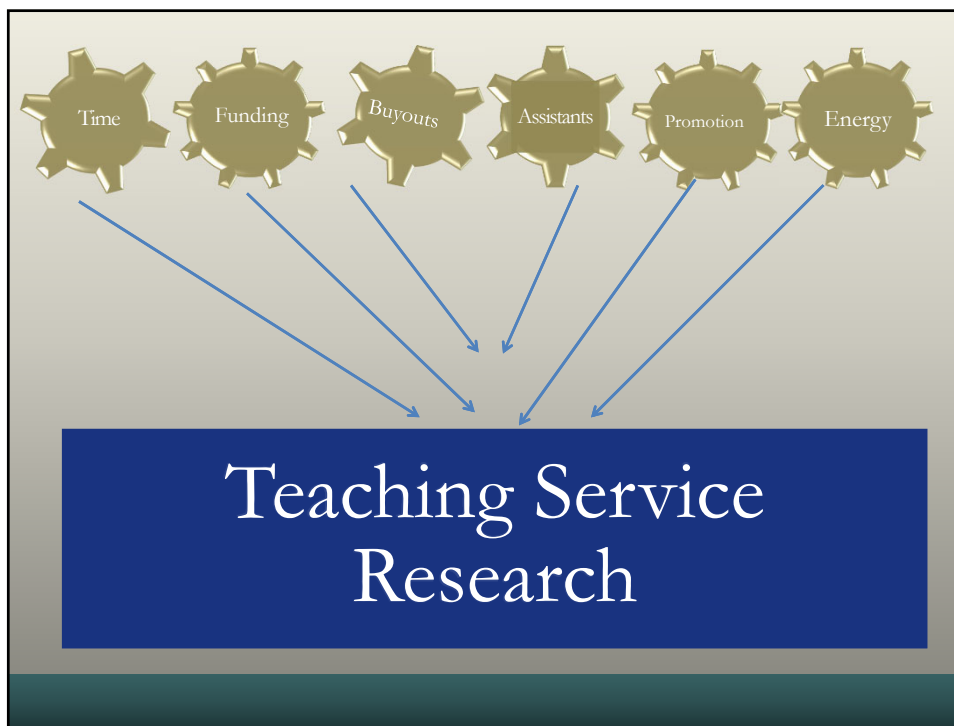 Time
Funding
Buyouts
Assistants
Promotion
Energy
Teaching Service
Research